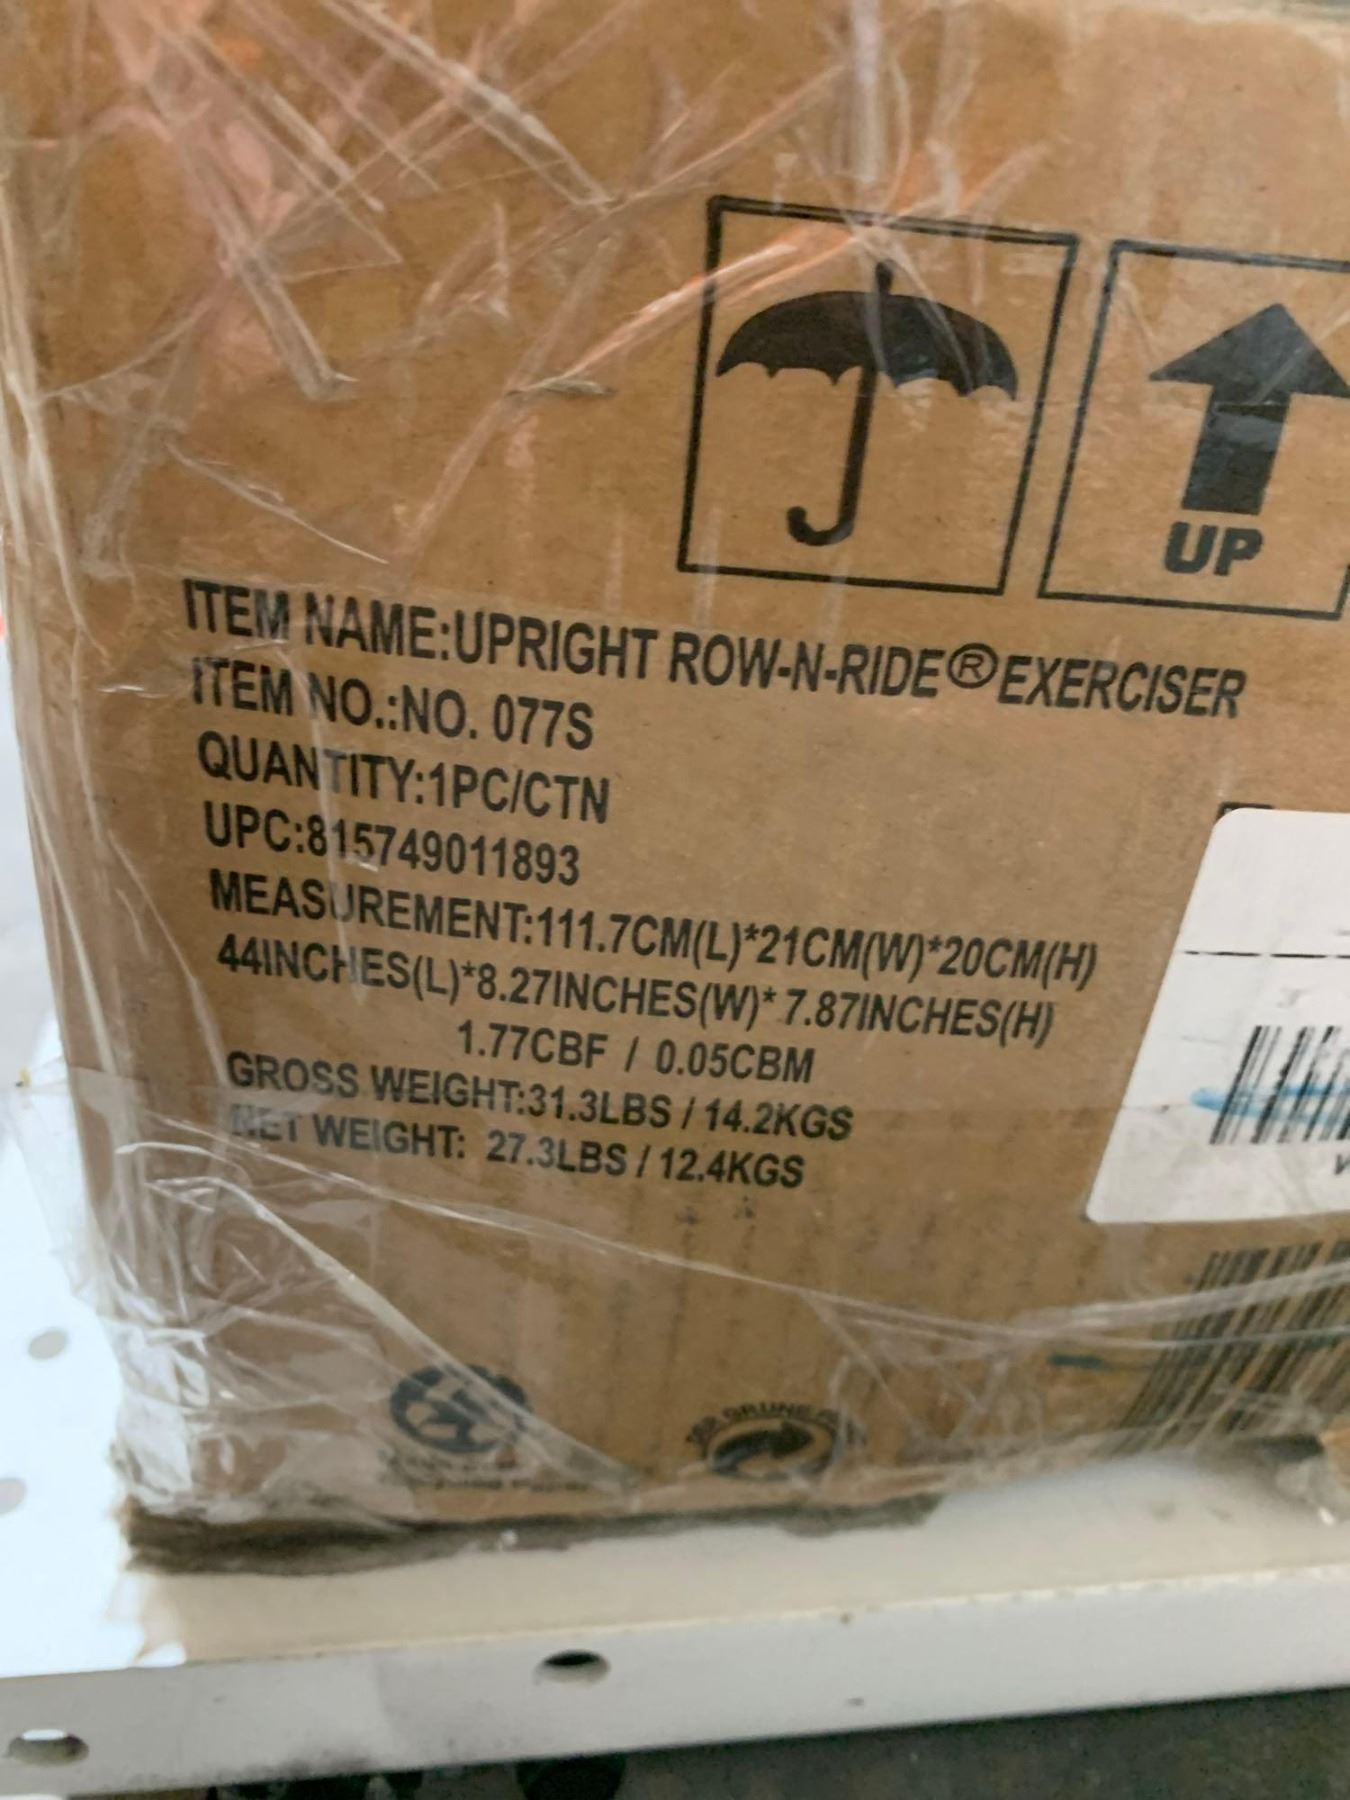 UP
ITEM NAME:UPRIGHT ROW-N-RIDE®EXERCISER
ITEM NO.:NO. 077S
QUANTITY:1PC/CTN
UPC:815749011893
MEASUREMENT:111.7CM(L)*21CM(W)*20CM(H)
44INCHES(L)*8.27INCHES(W)* 7.87INCHES(H)
1.77CBF / 0.05CBM
GROSS WEIGHT:31.3LBS / 14.2KGS
NET WEIGHT: 27.3LBS / 12.4KGS